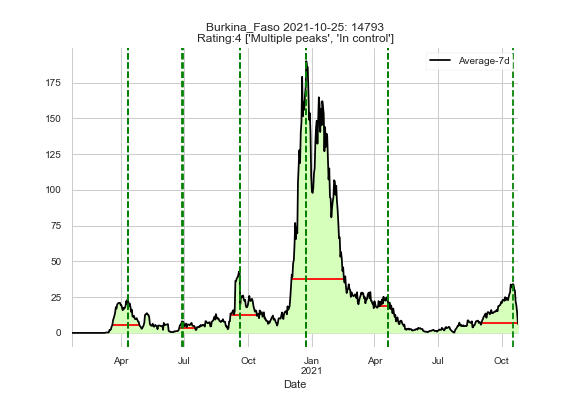 Burkina_Faso 2021-10-25: 14793
Rating:4 ['Multiple peaks', 'In control']
Average-7d
175
150
125
100
75
50
25
0
Apr Jul Oct Jan Apr Jul Oct
2021
Date